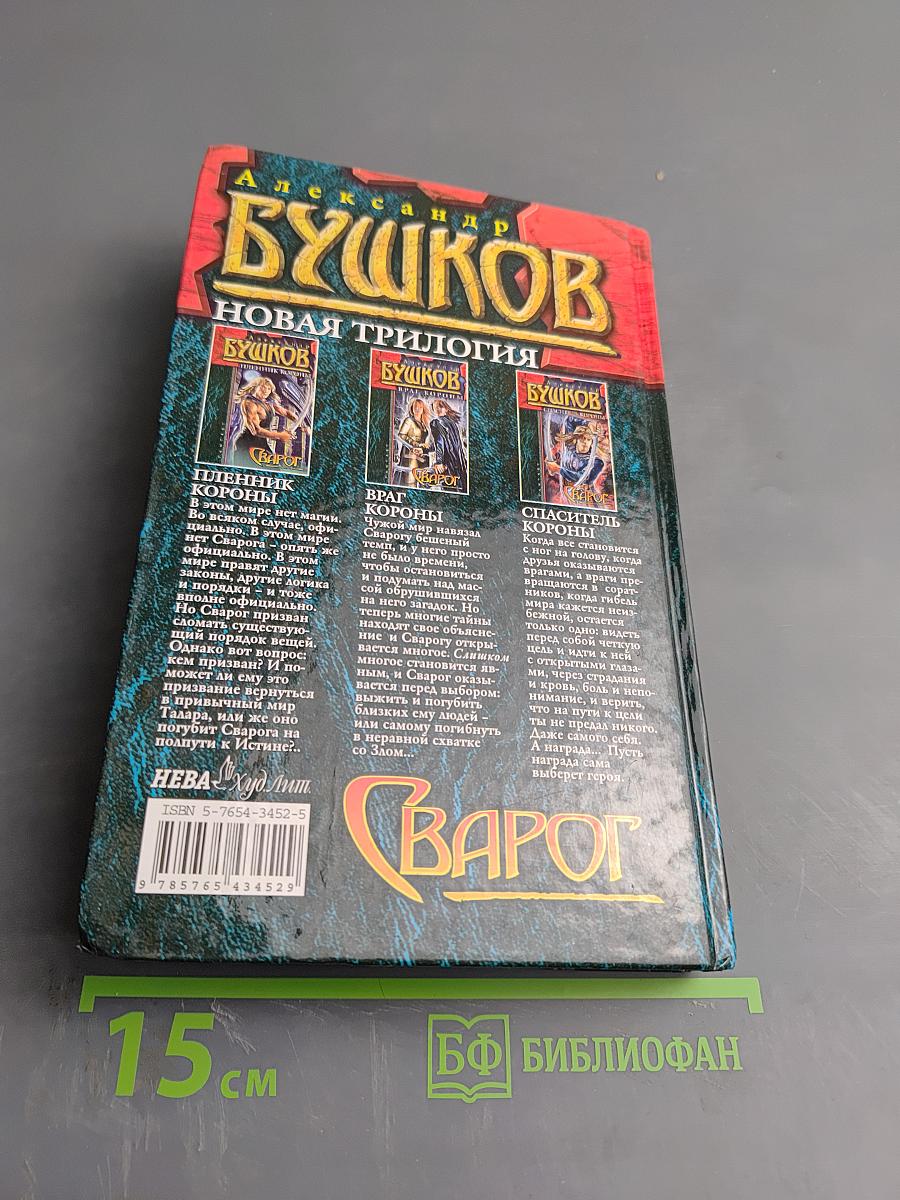 Александр
БУШКОВ
НОВАЯ ТРИЛОГИЯ
Александр
БУШКОВ
ПЛЕННИК КОРОНЫ
Сварог
ПЛЕННИК
КОРОНЫ
В этом мире нет магии.
Во всяком случае, офи-
циально. В этом мире
нет Сварога – опять же
официально. В этом
мире правят другие
законы, другие логика
и порядки – и тоже
вполне официально.
Но Сварог призван
сломать существую-
щий порядок вещей.
Однако вот вопрос:
кем призван? И по-
может ли ему это
призвание вернуться
в привычный мир
Талара, или же оно
погубит Сварога на
полпути к Истине?..
Александр
БУШКОВ
ВРАГ КОРОНЫ
Сварог
ВРАГ
КОРОНЫ
Чужой мир навязал
Сварогу бешеный
темп, и у него просто
не было времени,
чтобы остановиться
и подумать над мас-
сой обрушившихся
на него загадок. Но
теперь многие тайны
находят свое объясне-
ние и Сварогу откры-
вается многое. Слишком
многое становится яв-
ным, и Сварог оказы-
вается перед выбором:
выжить и погубить
близких ему людей –
или самому погибнуть
в неравной схватке
со Злом...
Александр
БУШКОВ
СПАСИТЕЛЬ КОРОНЫ
Сварог
СПАСИТЕЛЬ
КОРОНЫ
Когда все становится
с ног на голову, когда
друзья оказываются
врагами, а враги пре-
вращаются в сорат-
ников, когда гибель
мира кажется неиз-
бежной, остается
только одно: видеть
перед собой четкую
цель и идти к ней
с открытыми глаза-
ми, через страдания
и кровь, боль и непо-
нимание, и верить,
что на пути к цели
ты не предал никого.
Даже самого себя.
А награда... Пусть
награда сама
выберет героя.
НЕВА ХудЛит.
ISBN 5-7654-3452-5
9 785765 434529
Сварог
15 см
БФ БИБЛИОФАН